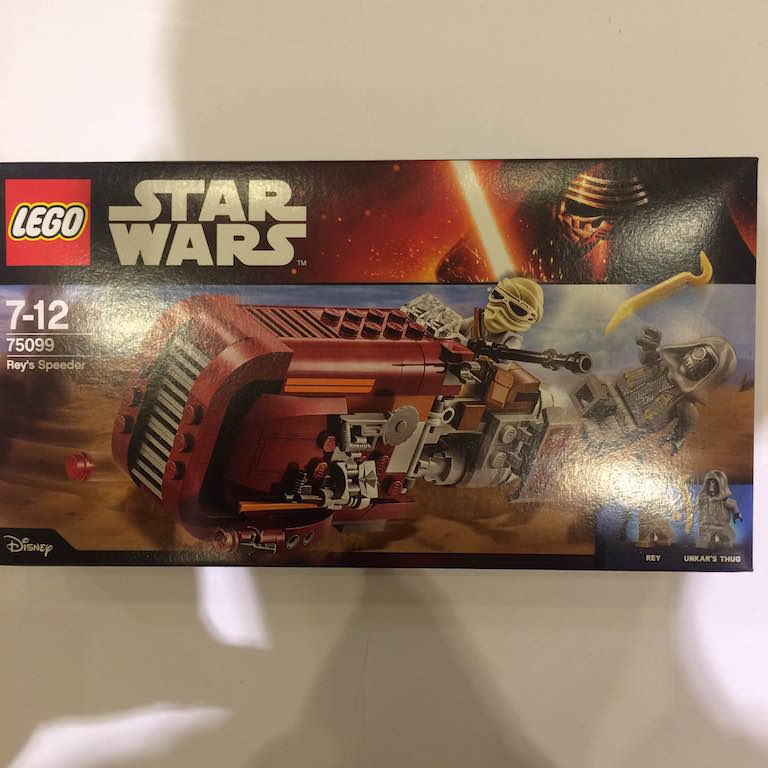 LEGO
STAR
WARS
TM
7-12
75099
Rey's Speeder
Disney
REY
UNKAR'S THUG